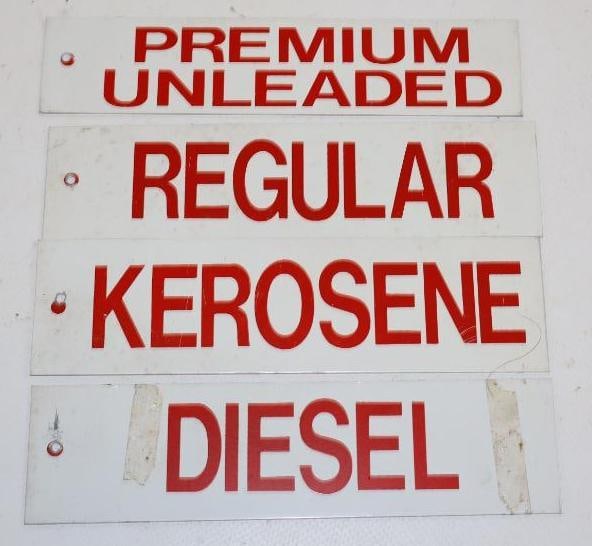 PREMIUM
UNLEADED
REGULAR
KEROSENE
DIESEL